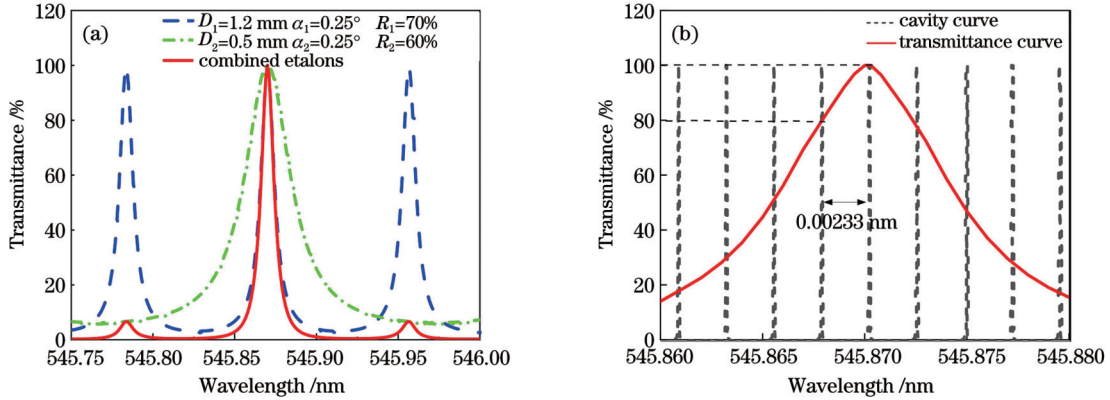 (a)
D₁=1.2 mm α₁=0.25° R₁=70%
D₂=0.5 mm α₂=0.25° R₂=60%
combined etalons
Transmittance /%
120
100
80
60
40
20
0
545.75 545.80 545.85 545.90 545.95 546.00
Wavelength /nm
(b)
cavity curve
transmittance curve
Transmittance /%
120
100
80
60
40
20
0
0.00233 nm
545.860 545.865 545.870 545.875 545.880
Wavelength /nm